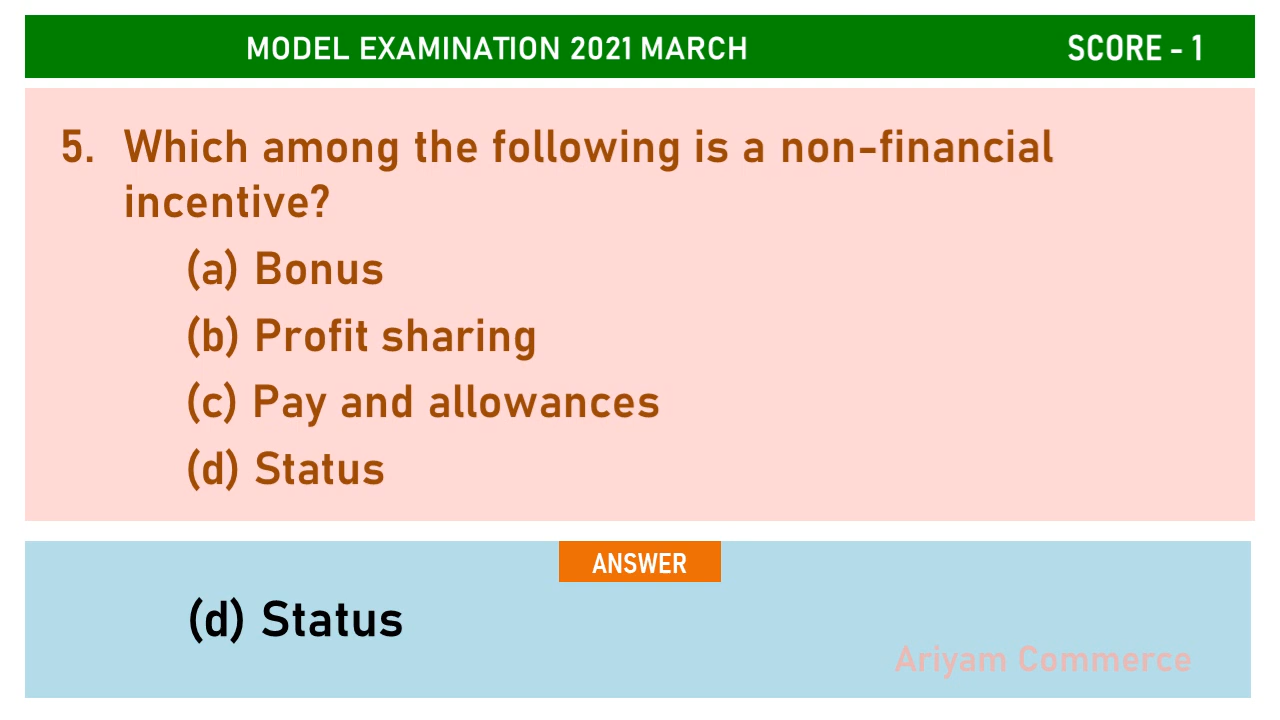 MODEL EXAMINATION 2021 MARCH SCORE - 1
5. Which among the following is a non-financial
incentive?
(a) Bonus
(b) Profit sharing
(c) Pay and allowances
(d) Status
ANSWER
(d) Status
Ariyam Commerce